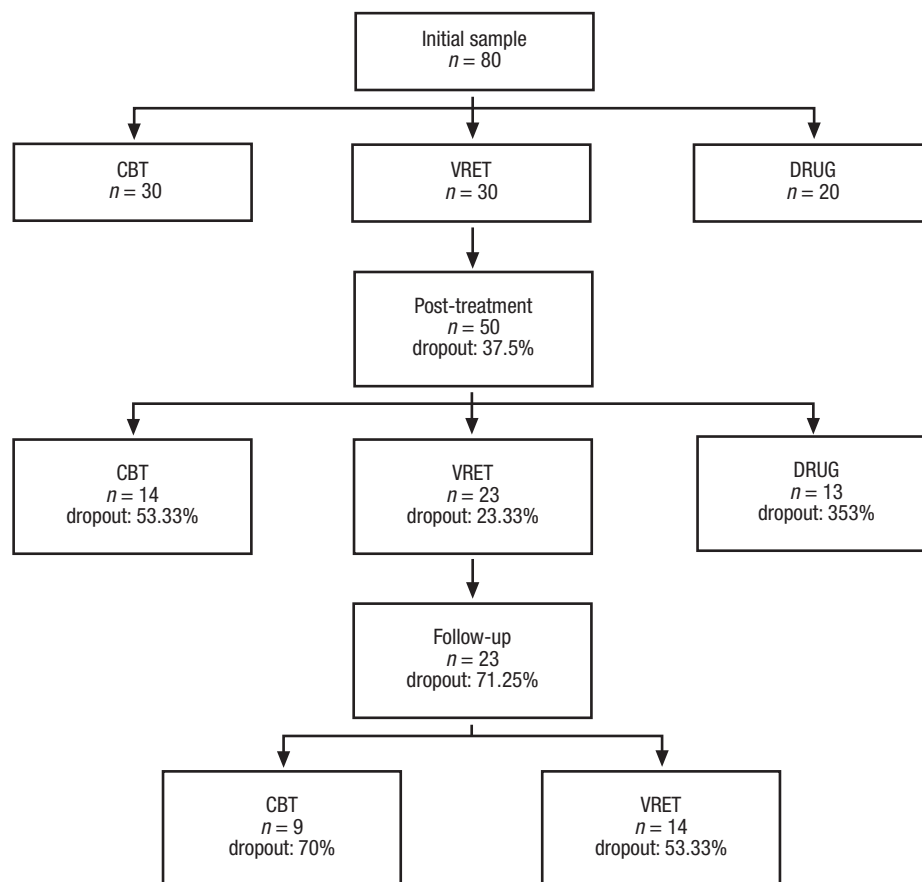 Initial sample
n = 80
CBT
n = 30
VRET
n = 30
DRUG
n = 20
Post-treatment
n = 50
dropout: 37.5%
CBT
n = 14
dropout: 53.33%
VRET
n = 23
dropout: 23.33%
DRUG
n = 13
dropout: 353%
Follow-up
n = 23
dropout: 71.25%
CBT
n = 9
dropout: 70%
VRET
n = 14
dropout: 53.33%